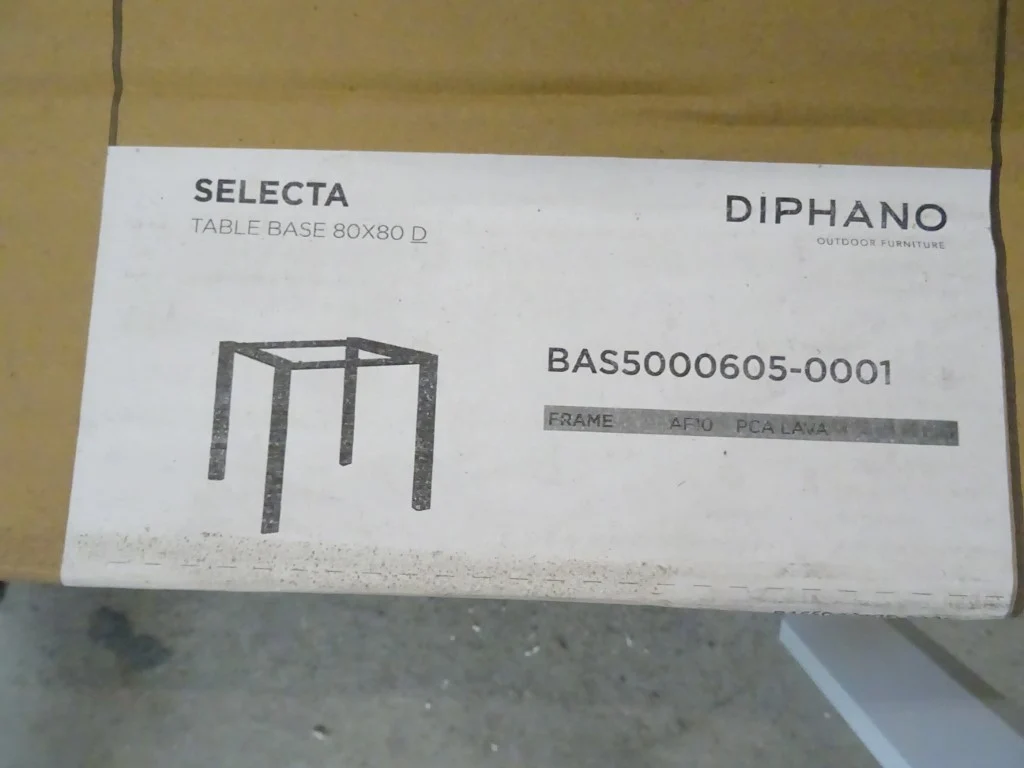 SELECTA
TABLE BASE 80X80 D
DIPHANO
OUTDOOR FURNITURE
BAS5000605-0001
FRAME AF10 PCA LAVA